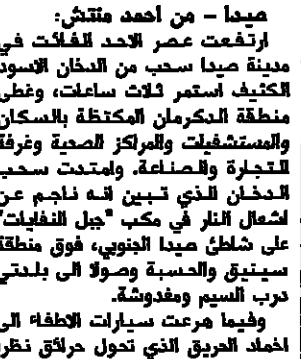 صيدا – من احمد منتش:
ارتفعت عصر الاحد الفائت في
مدينة صيدا سحب من الدخان الاسود
الكثيف استمر ثلاث ساعات، وغطى
منطقة الدكرمان المكتظة بالسكان
والمستشفيات والمراكز الصحية وغرفة
التجارة والصناعة. وامتدت سحب
الدخان الذي تبين انه ناجم عن
اشعال النار في مكب "جبل النفايات"
على شاطئ صيدا الجنوبي، فوق منطقة
سينيق والحسبة وصولا الى بلدتي
درب السيم ومغدوشة.
وفيما هرعت سيارات الاطفاء الى
اخماد الحريق الذي تحول حرائق نظرا